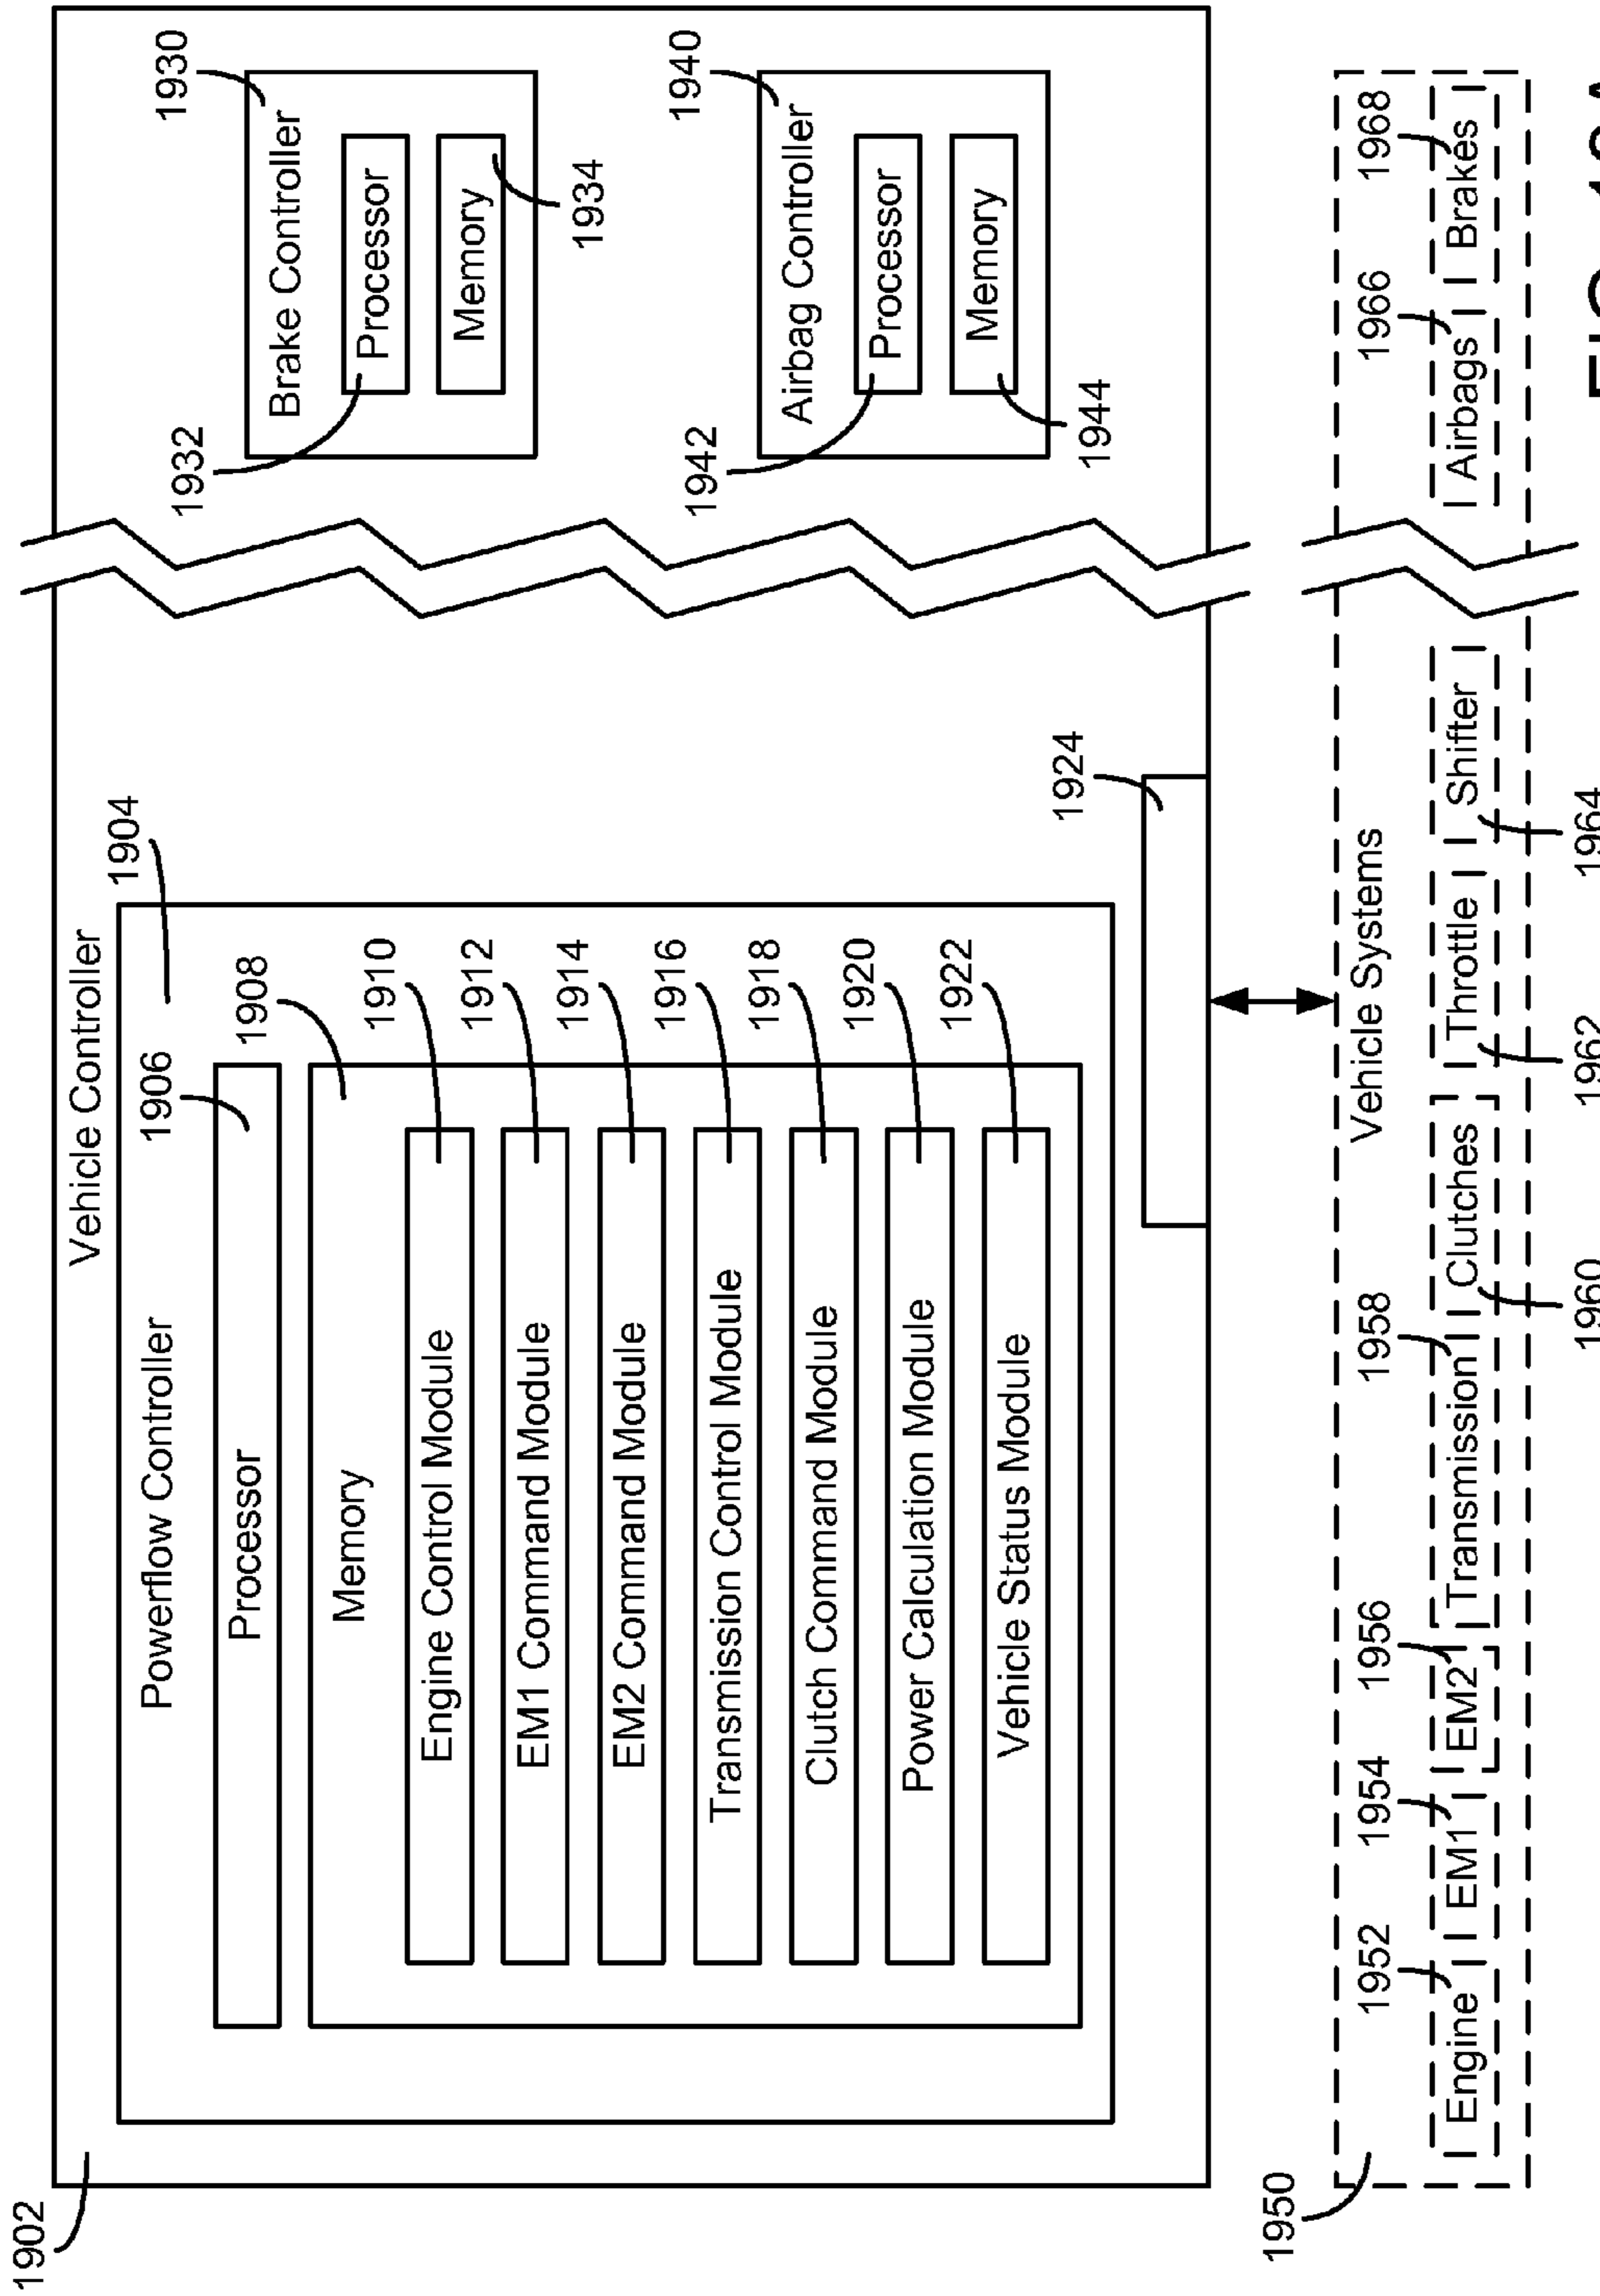 1902
Vehicle Controller
1904
Powerflow Controller
1906
Processor
1908
Memory
1910
Engine Control Module
1912
EM1 Command Module
1914
EM2 Command Module
1916
Transmission Control Module
1918
Clutch Command Module
1920
Power Calculation Module
1922
Vehicle Status Module
1924
1930
Brake Controller
1932
Processor
Memory
1934
1940
Airbag Controller
1942
Processor
Memory
1944
1950
Vehicle Systems
1952
1954
1956
1958
1966
1968
Engine
EM1
EM2
Transmission
Clutches
Throttle
Shifter
Airbags
Brakes
1960
1962
1964